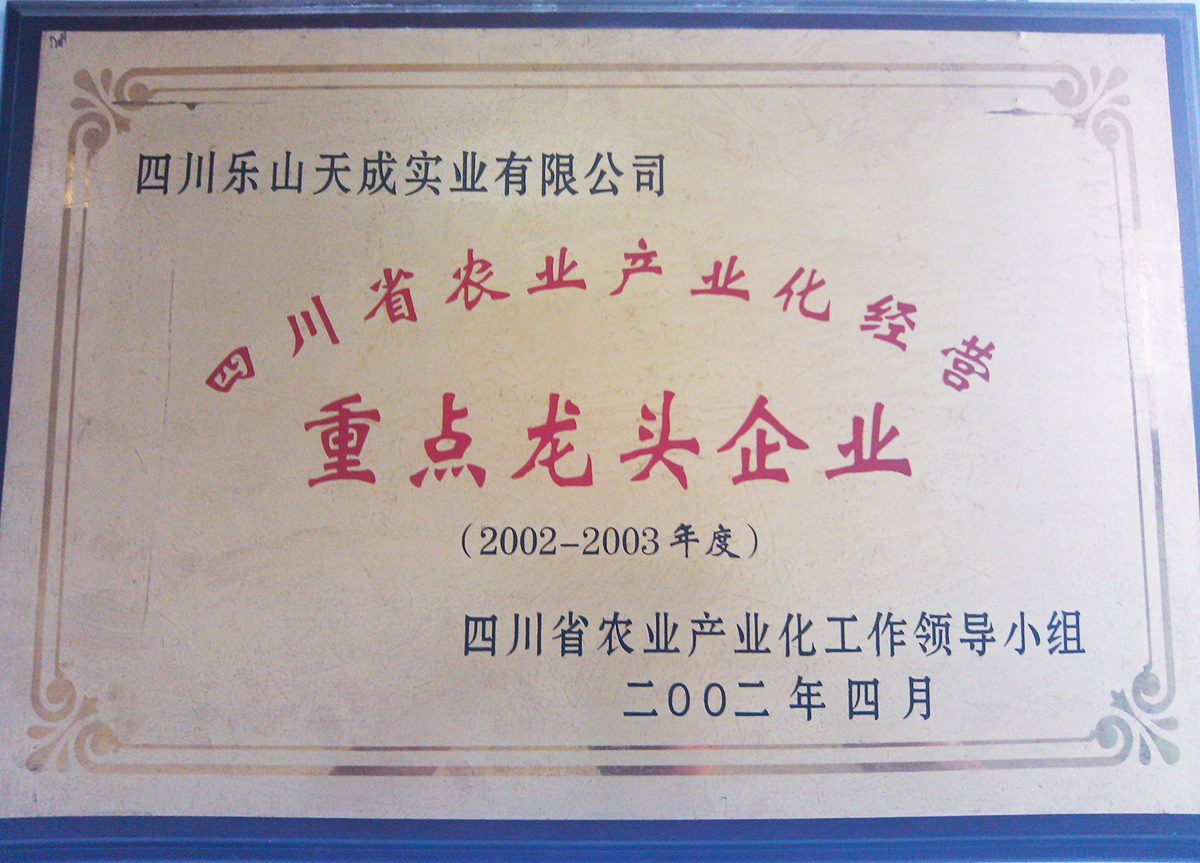 四川乐山天成实业有限公司
四川省农业产业化经营
重点龙头企业
（2002-2003年度）
四川省农业产业化工作领导小组
二00二年四月